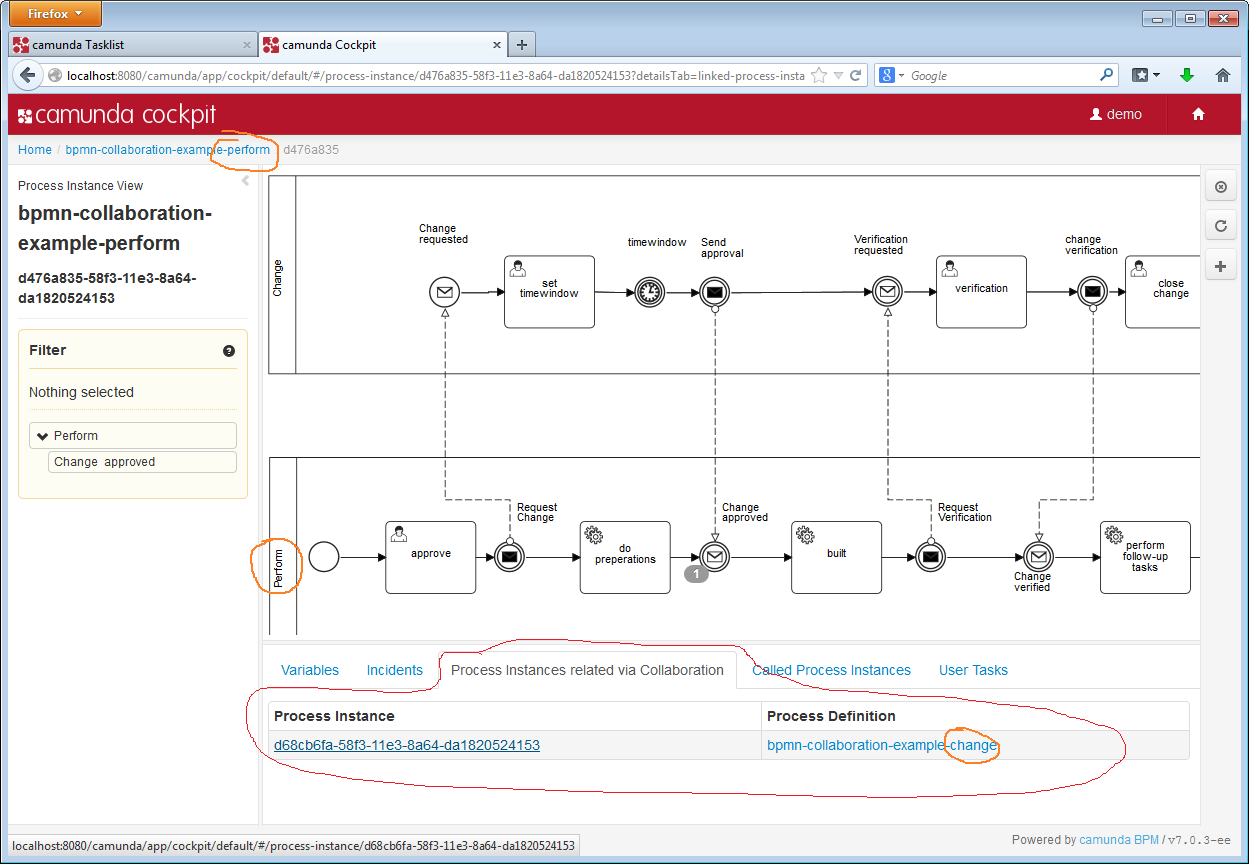 Firefox
camunda Tasklist
camunda Cockpit
localhost:8080/camunda/app/cockpit/default/#/process-instance/d476a835-58f3-11e3-8a64-da1820524153?detailsTab=linked-process-insta
Google
camunda cockpit
demo
Home / bpmn-collaboration-example-perform / d476a835
Process Instance View
bpmn-collaboration-
example-perform
d476a835-58f3-11e3-8a64-
da1820524153
Filter
Nothing selected
Perform
Change approved
Change
Change
requested
set
timewindow
timewindow
Send
approval
Verification
requested
verification
change
verification
close
change
Perform
approve
Request
Change
do
preperations
Change
approved
1
built
Request
Verification
Change
verified
perform
follow-up
tasks
Variables
Incidents
Process Instances related via Collaboration
Called Process Instances
User Tasks
Process Instance
Process Definition
d68cb6fa-58f3-11e3-8a64-da1820524153
bpmn-collaboration-example-change
Powered by camunda BPM / v7.0.3-ee
localhost:8080/camunda/app/cockpit/default/#/process-instance/d68cb6fa-58f3-11e3-8a64-da1820524153